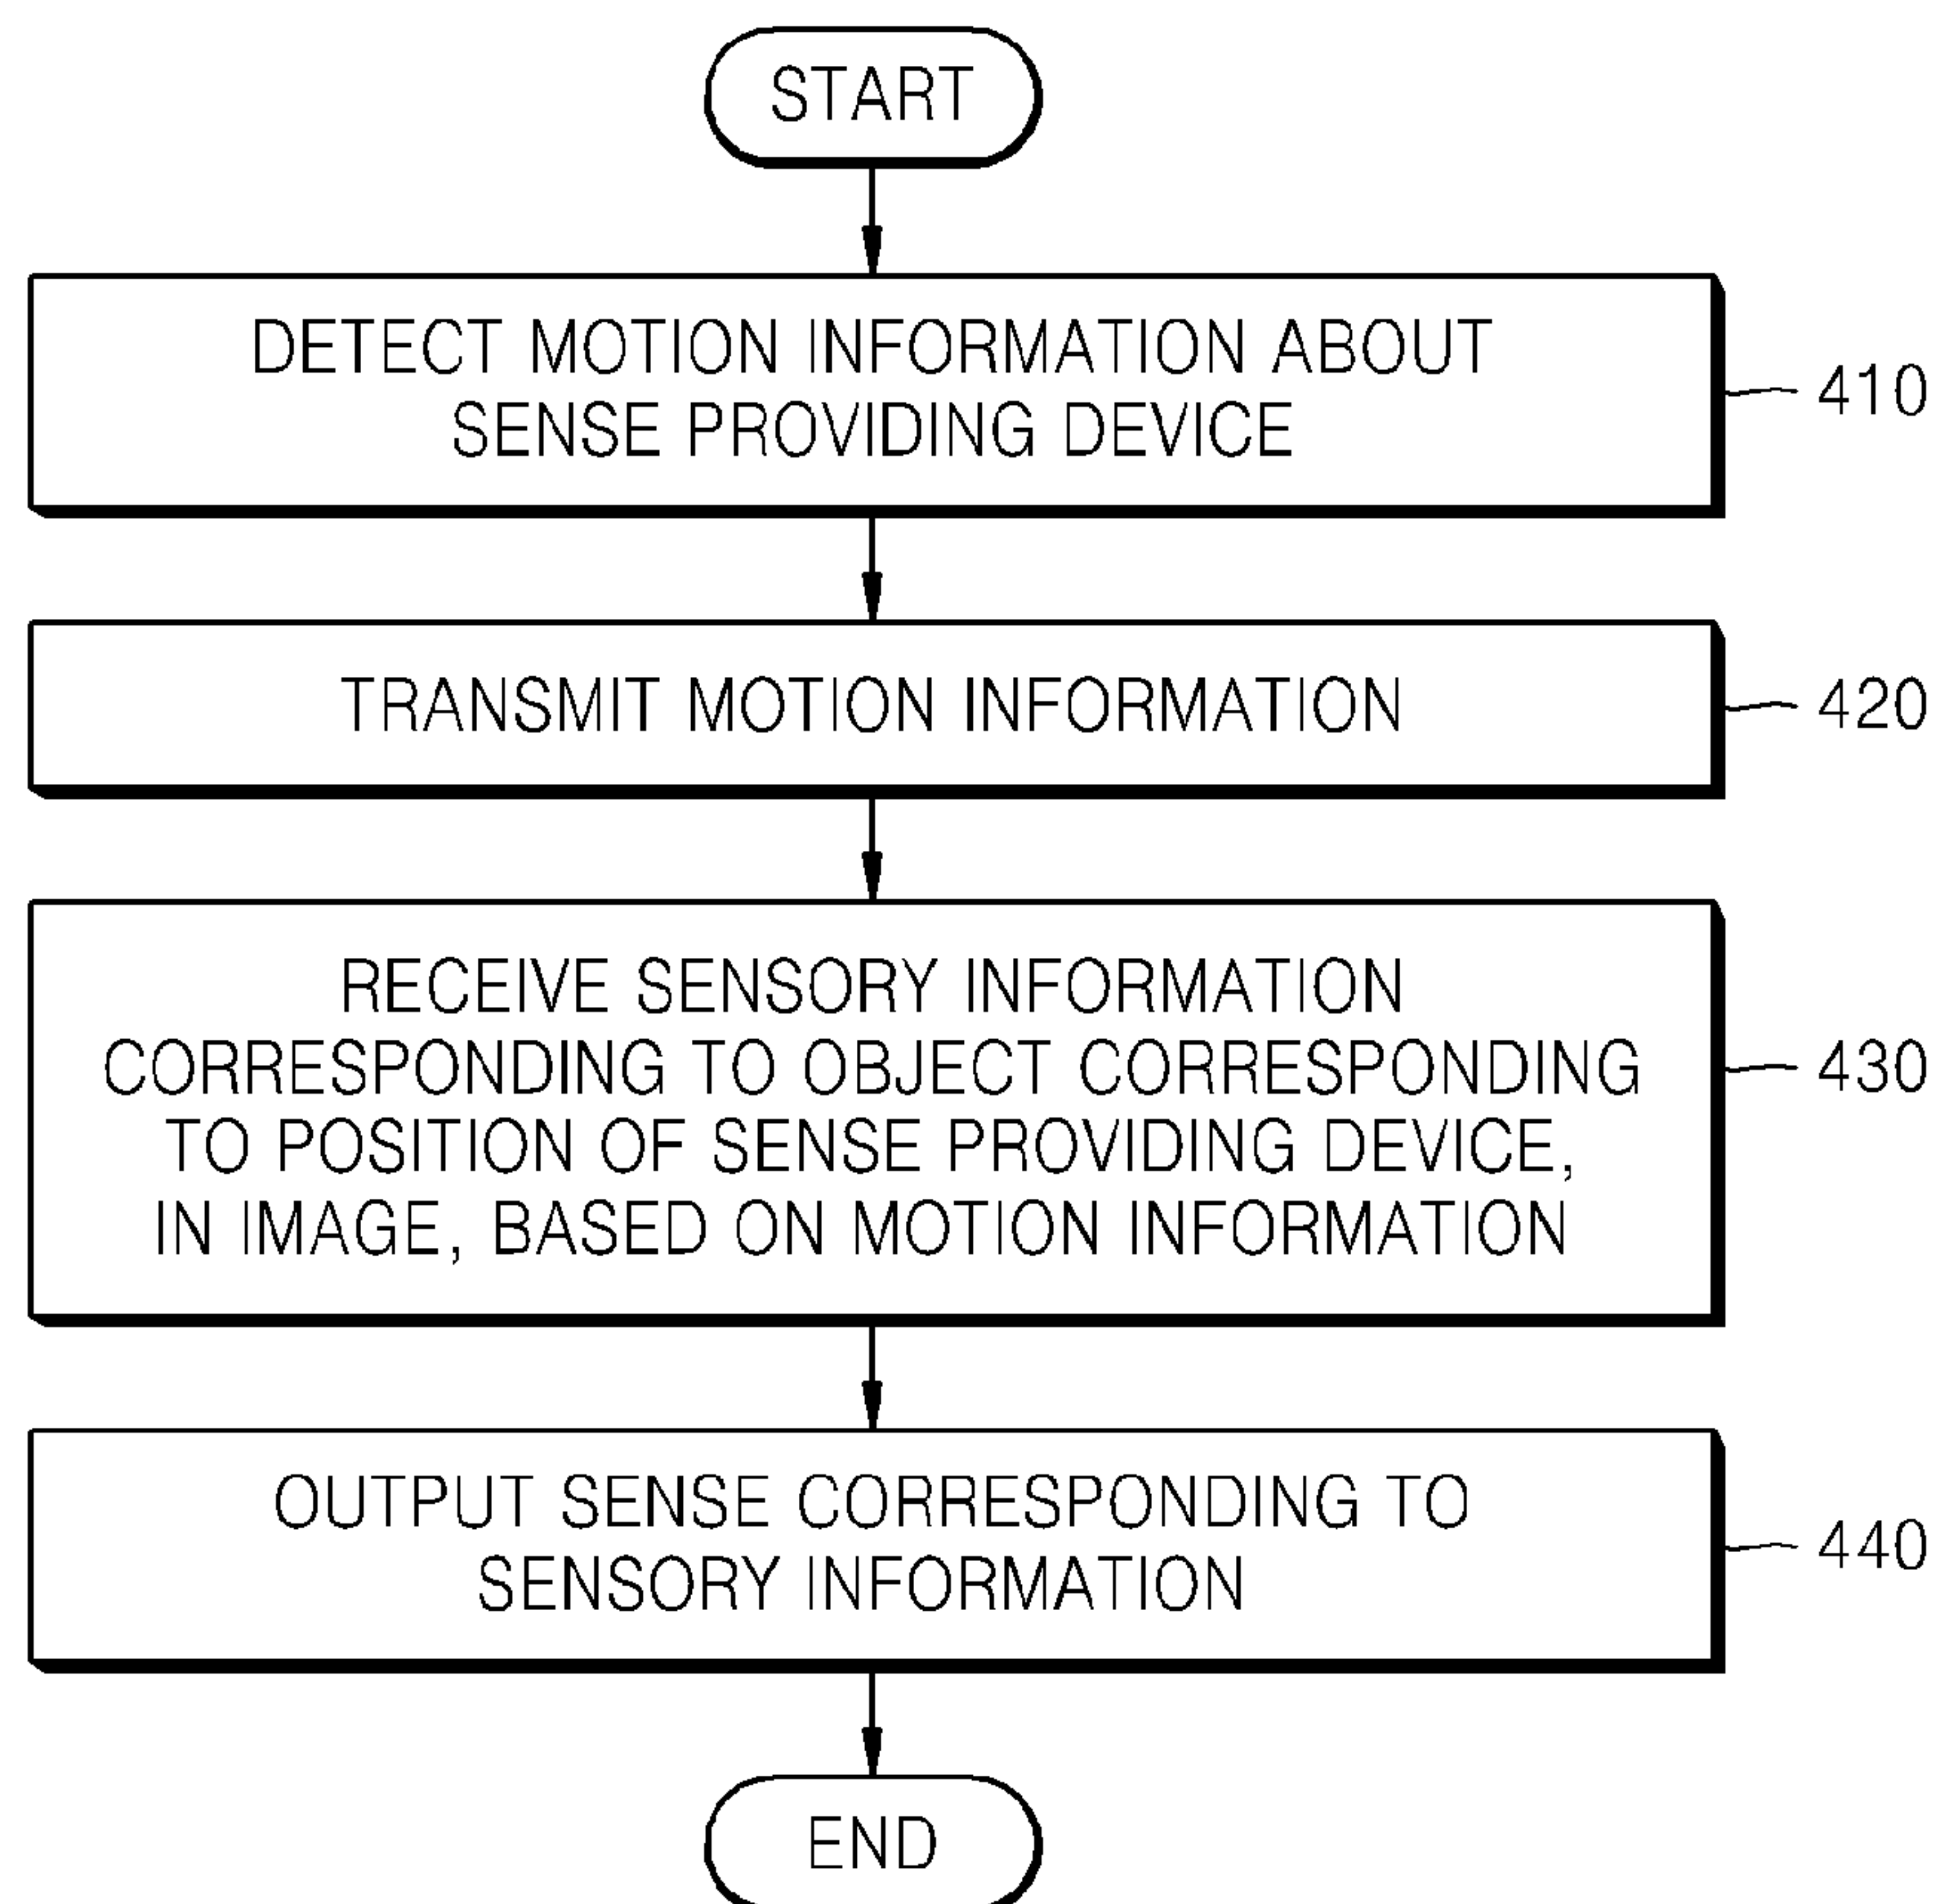 START
DETECT MOTION INFORMATION ABOUT
SENSE PROVIDING DEVICE
410
TRANSMIT MOTION INFORMATION
420
RECEIVE SENSORY INFORMATION
CORRESPONDING TO OBJECT CORRESPONDING
TO POSITION OF SENSE PROVIDING DEVICE,
IN IMAGE, BASED ON MOTION INFORMATION
430
OUTPUT SENSE CORRESPONDING TO
SENSORY INFORMATION
440
END